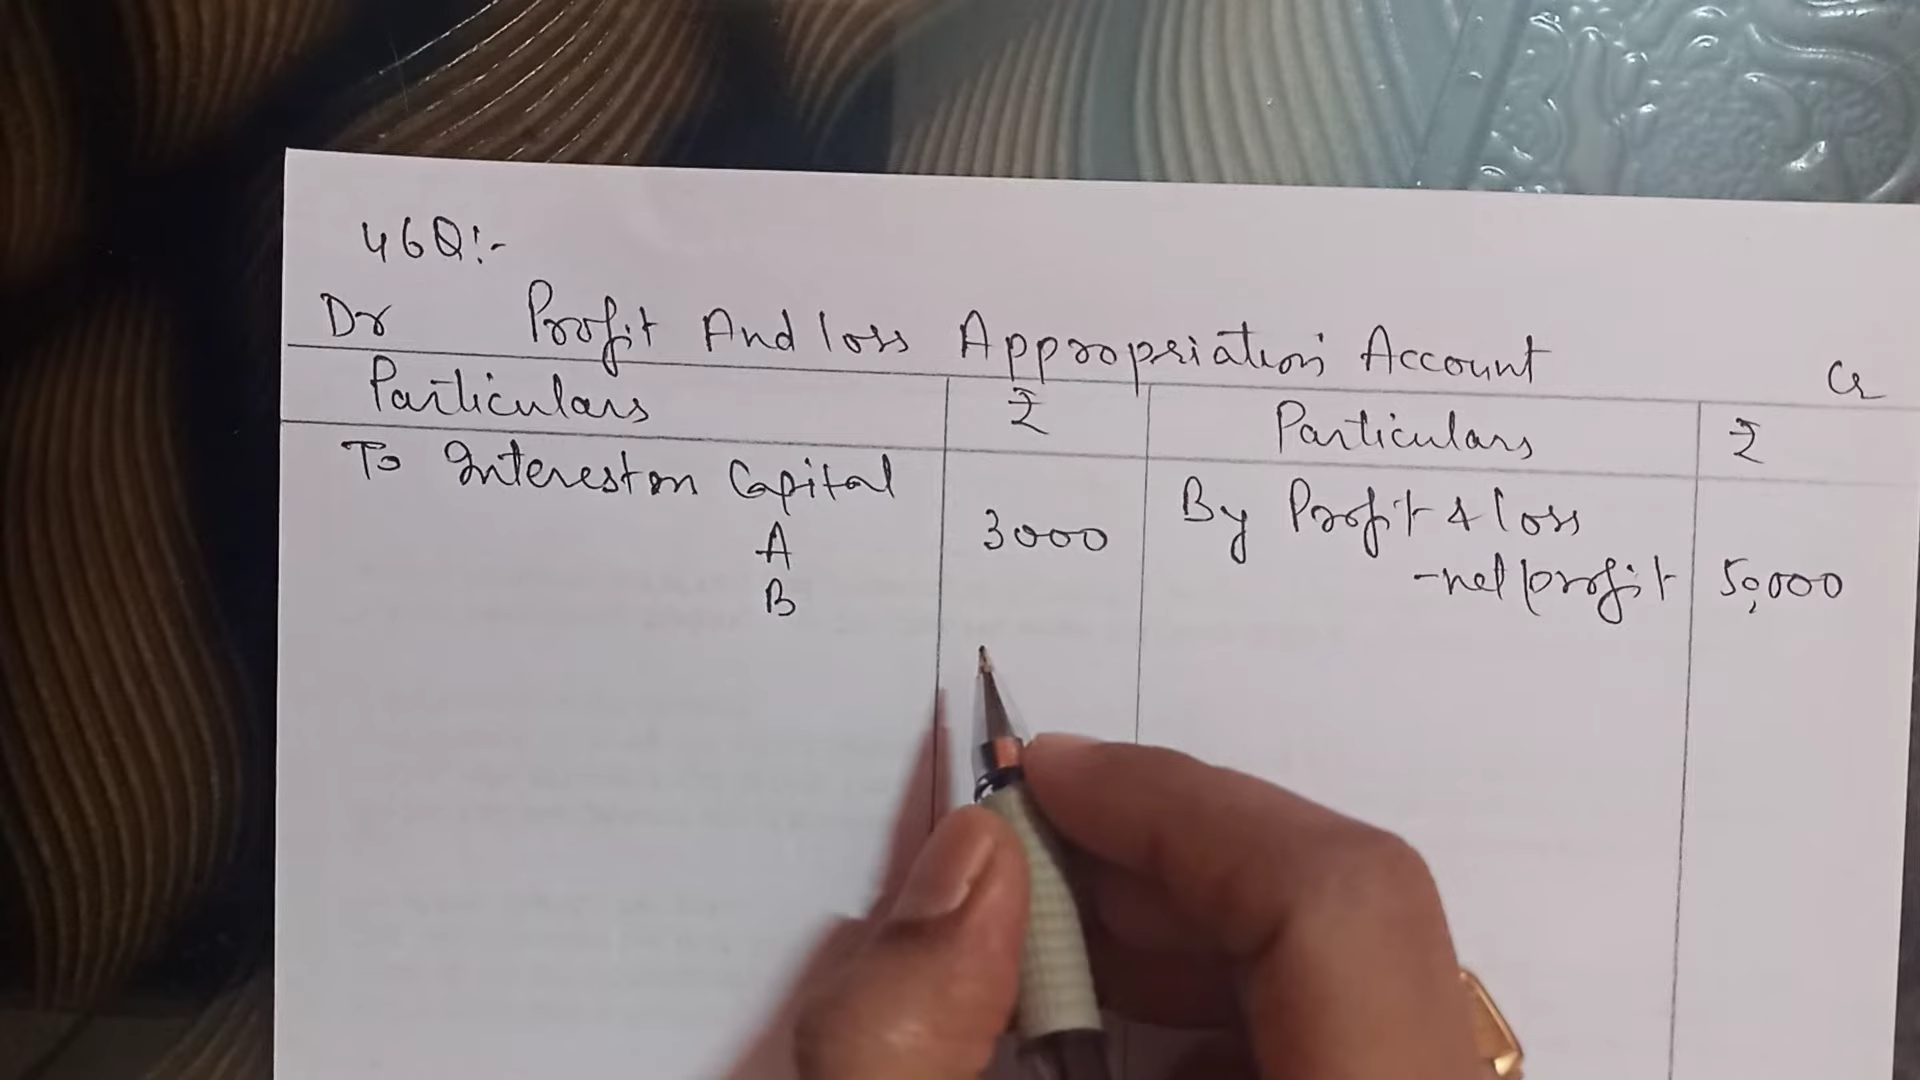 46Q:-
Dr Profit And loss Appropriation Account Cr
Particulars ₹ Particulars ₹
To Interest on Capital
A 3000
B
By Profit & loss
-net profit 50,000